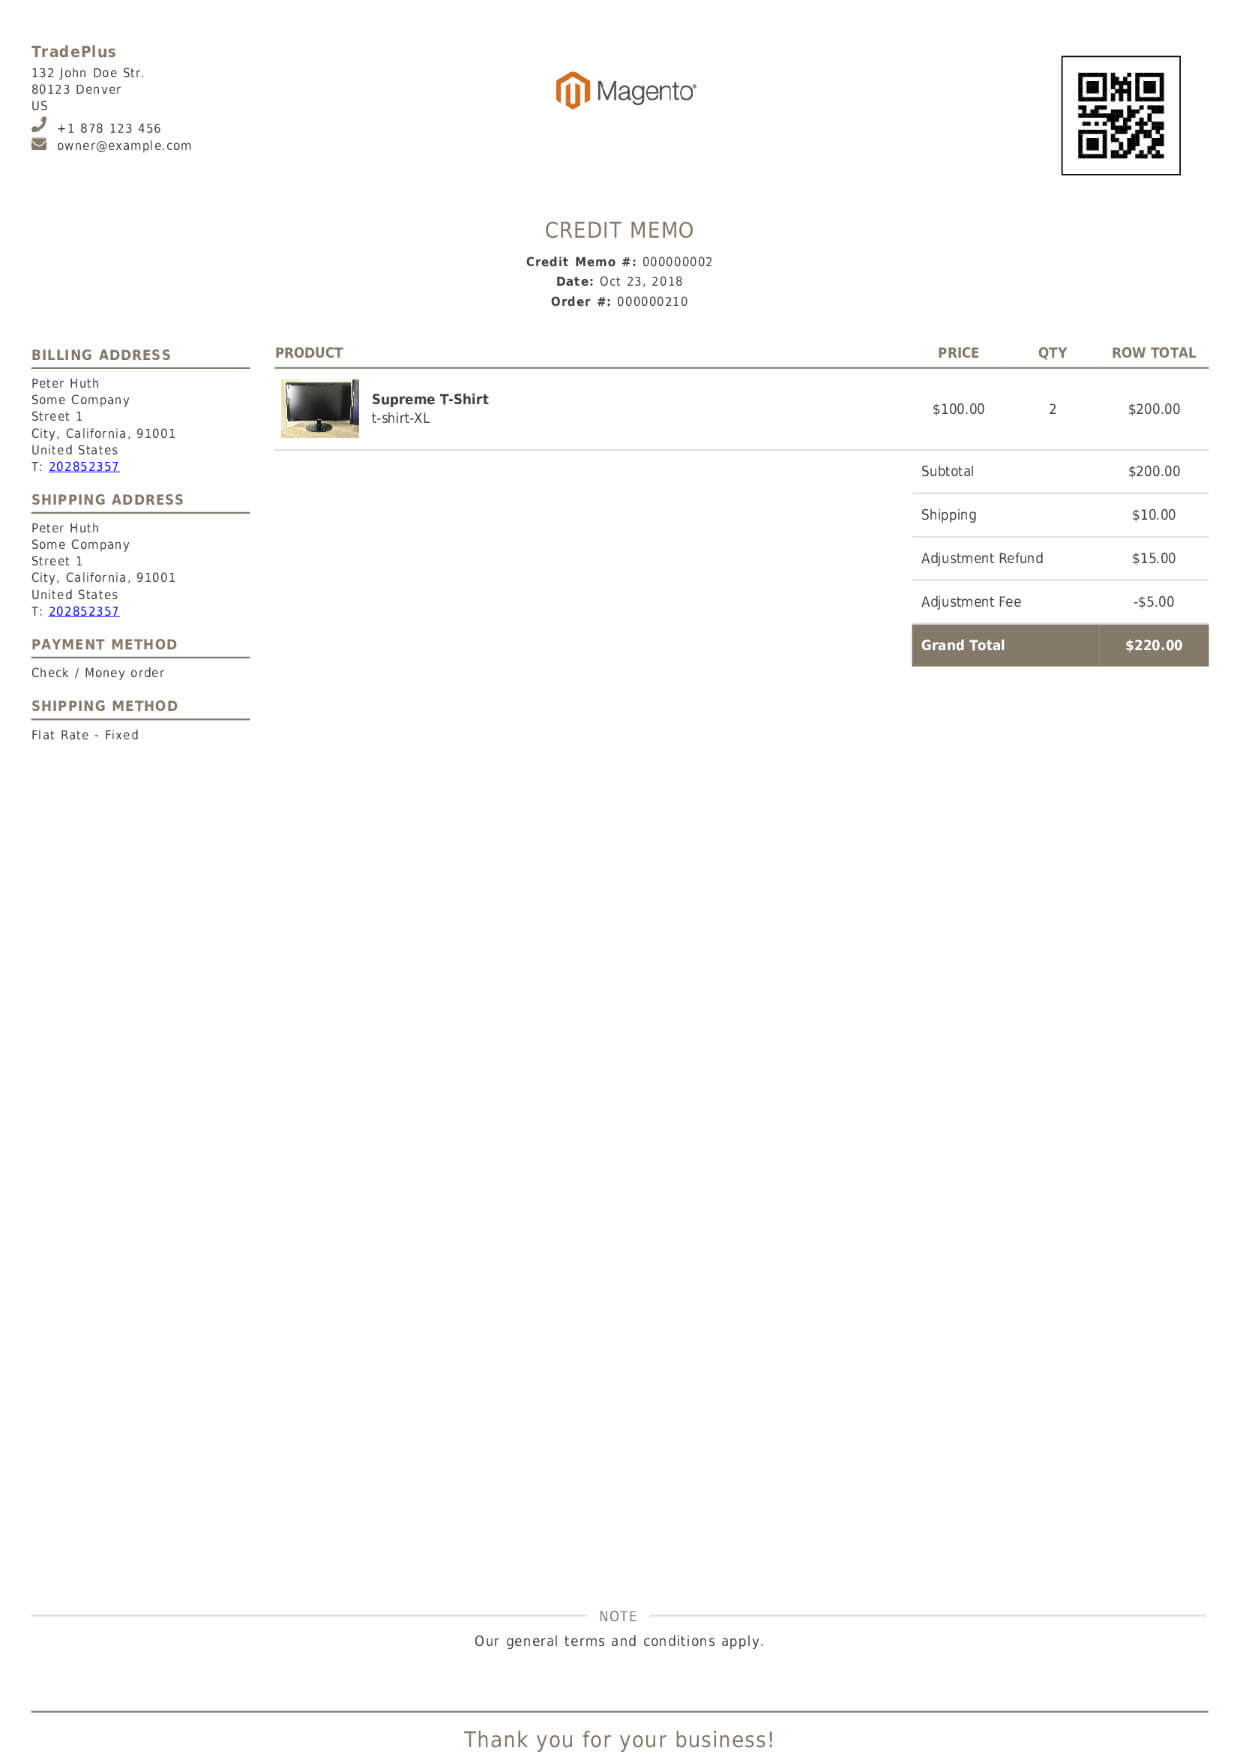 TradePlus
132 John Doe Str.
80123 Denver
US
+1 878 123 456
owner@example.com
Magento
CREDIT MEMO
Credit Memo #: 000000002
Date: Oct 23, 2018
Order #: 000000210
BILLING ADDRESS
Peter Huth
Some Company
Street 1
City, California, 91001
United States
T: 202852357
SHIPPING ADDRESS
Peter Huth
Some Company
Street 1
City, California, 91001
United States
T: 202852357
PAYMENT METHOD
Check / Money order
SHIPPING METHOD
Flat Rate - Fixed
PRODUCT PRICE QTY ROW TOTAL
Supreme T-Shirt
t-shirt-XL
$100.00 2 $200.00
Subtotal $200.00
Shipping $10.00
Adjustment Refund $15.00
Adjustment Fee -$5.00
Grand Total $220.00
NOTE
Our general terms and conditions apply.
Thank you for your business!